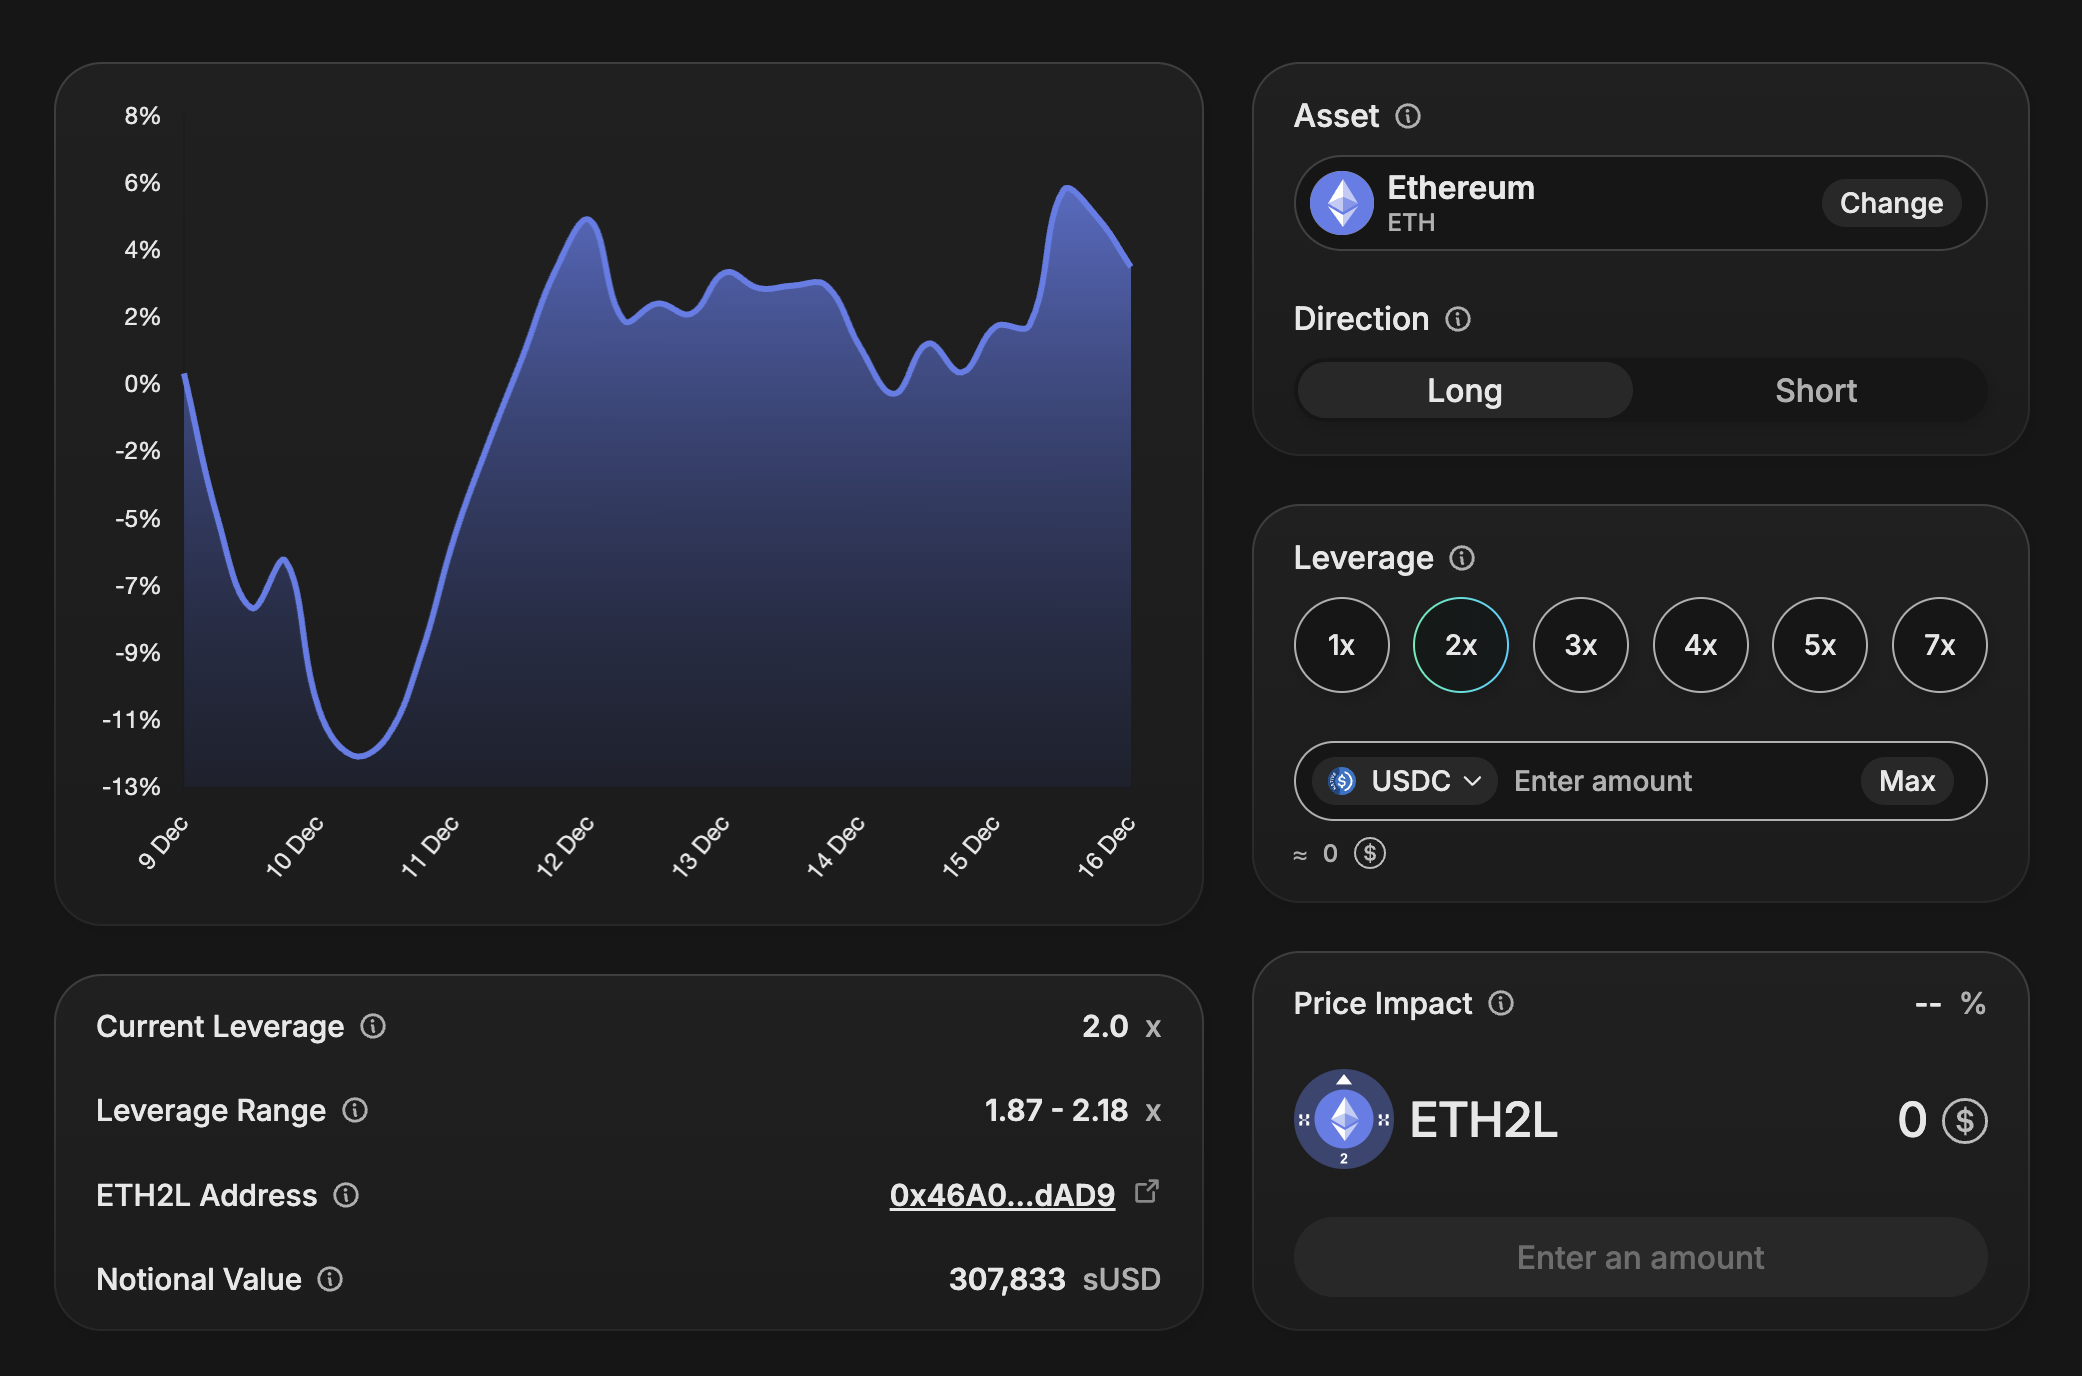 8%
6%
4%
2%
0%
-2%
-5%
-7%
-9%
-11%
-13%
9 Dec
10 Dec
11 Dec
12 Dec
13 Dec
14 Dec
15 Dec
16 Dec
Current Leverage 2.0 x
Leverage Range 1.87 - 2.18 x
ETH2L Address 0x46A0...dAD9
Notional Value 307,833 sUSD
Asset
Ethereum
ETH
Change
Direction
Long Short
Leverage
1x 2x 3x 4x 5x 7x
USDC Enter amount Max
≈ 0 $
Price Impact -- %
2
ETH2L 0 $
Enter an amount